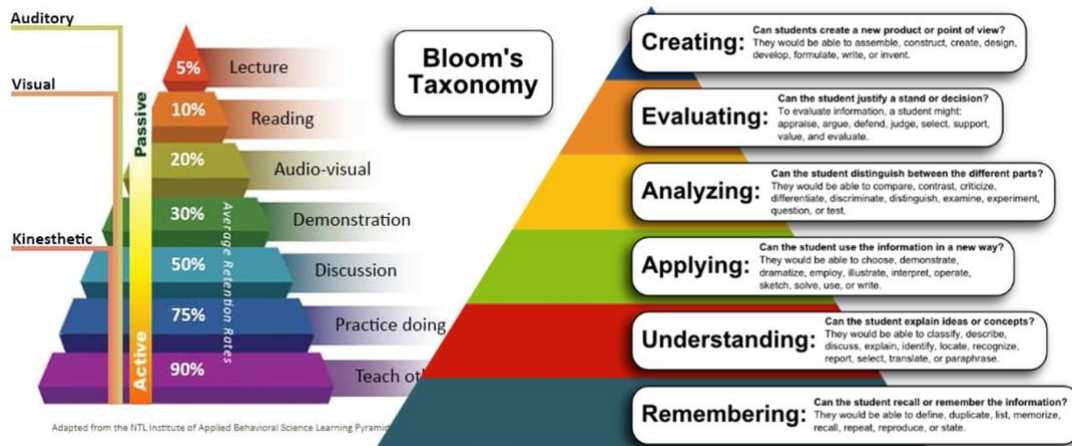 Auditory
Visual
Kinesthetic
Passive
Active
5%
Lecture
10%
Reading
20%
Audio-visual
30%
Demonstration
50%
Discussion
75%
Practice doing
90%
Teach ot
Average Retention Rates
Adapted from the NTL Institute of Applied Behavioral Science Learning Pyramid
Bloom's
Taxonomy
Creating:
Can students create a new product or point of view?
They would be able to assemble, construct, create, design,
develop, formulate, write, or invent.
Evaluating:
Can the student justify a stand or decision?
To evaluate information, a student might:
appraise, argue, defend, judge, select, support,
value, and evaluate.
Analyzing:
Can the student distinguish between the different parts?
They would be able to compare, contrast, criticize,
differentiate, discriminate, distinguish, examine, experiment,
question, or test.
Applying:
Can the student use the information in a new way?
They would be able to choose, demonstrate,
dramatize, employ, illustrate, interpret, operate,
sketch, solve, use, or write.
Understanding:
Can the student explain ideas or concepts?
They would be able to classify, describe,
discuss, explain, identify, locate, recognize,
report, select, translate, or paraphrase.
Remembering:
Can the student recall or remember the information?
They would be able to define, duplicate, list, memorize,
recall, repeat, reproduce, or state.